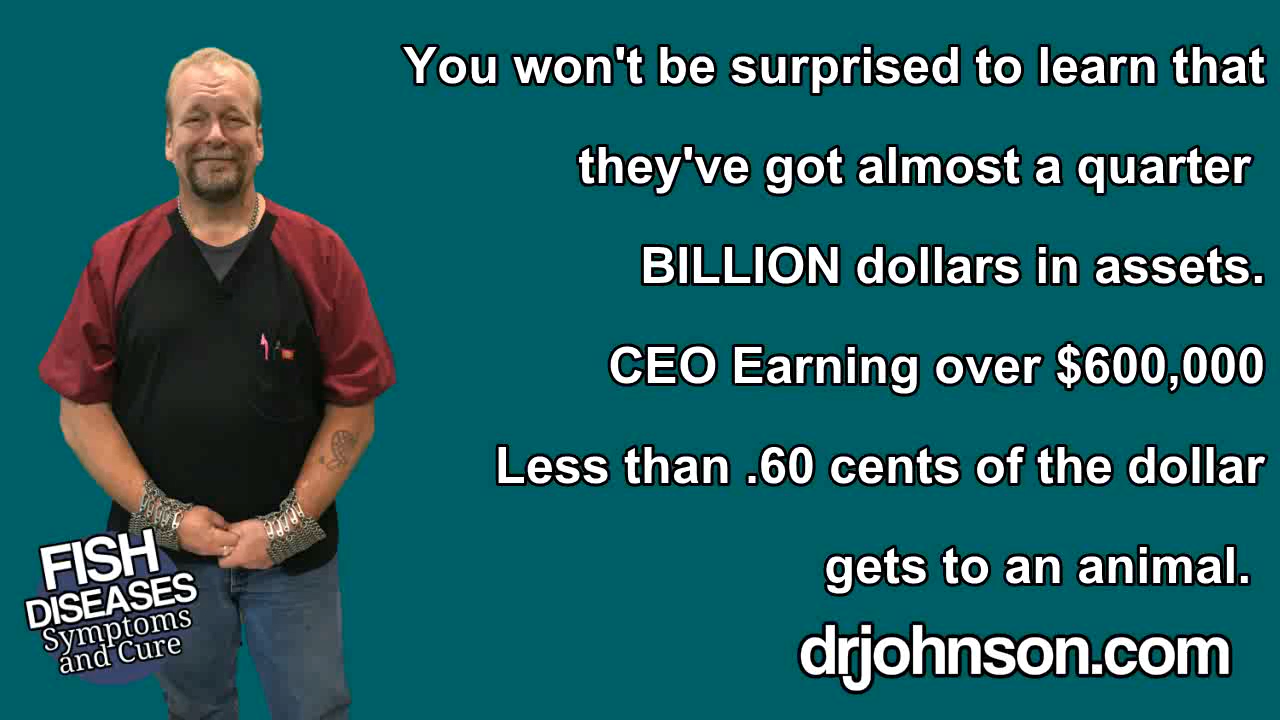 You won't be surprised to learn that
they've got almost a quarter
BILLION dollars in assets.
CEO Earning over $600,000
Less than .60 cents of the dollar
gets to an animal.
drjohnson.com
FISH
DISEASES
Symptoms
and Cure